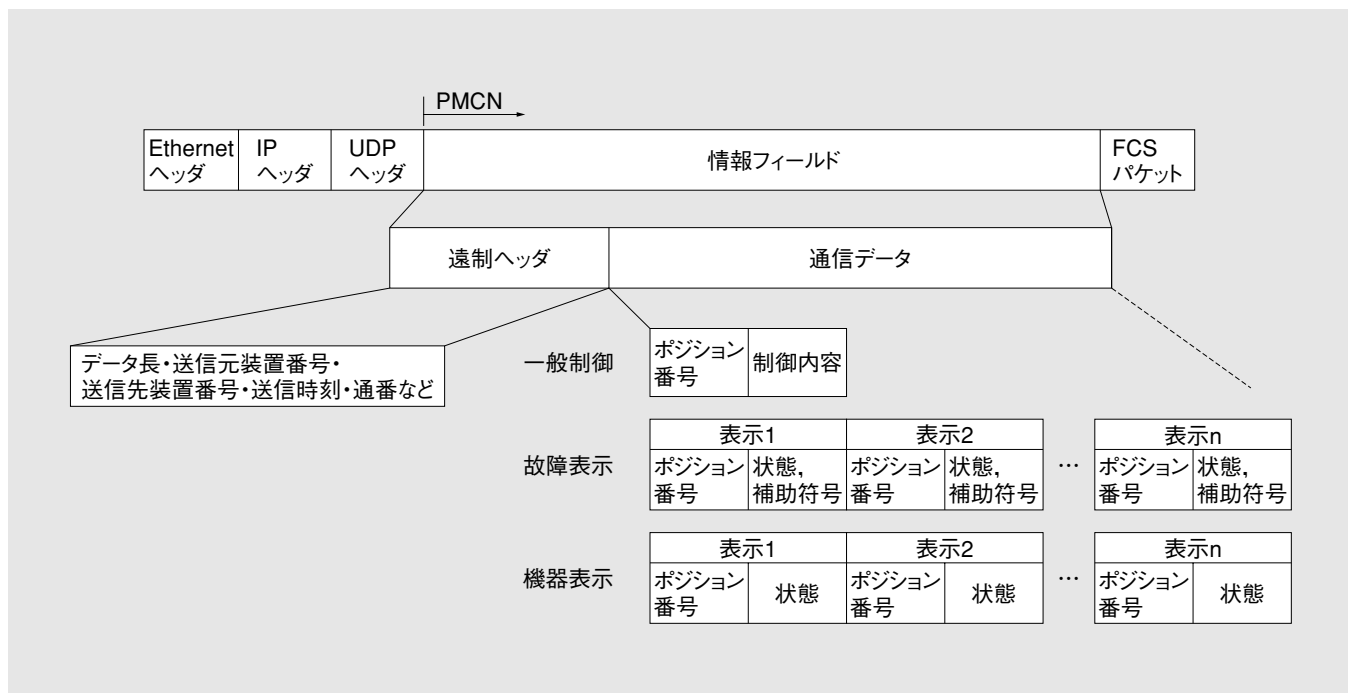 PMCN
Ethernet
ヘッダ
IP
ヘッダ
UDP
ヘッダ
情報フィールド
FCS
パケット
遠制ヘッダ
通信データ
データ長・送信元装置番号・
送信先装置番号・送信時刻・通番など
一般制御
ポジション
番号
制御内容
故障表示
表示1
表示2
表示n
ポジション
番号
状態,
補助符号
ポジション
番号
状態,
補助符号
…
ポジション
番号
状態,
補助符号
機器表示
表示1
表示2
表示n
ポジション
番号
状態
ポジション
番号
状態
…
ポジション
番号
状態